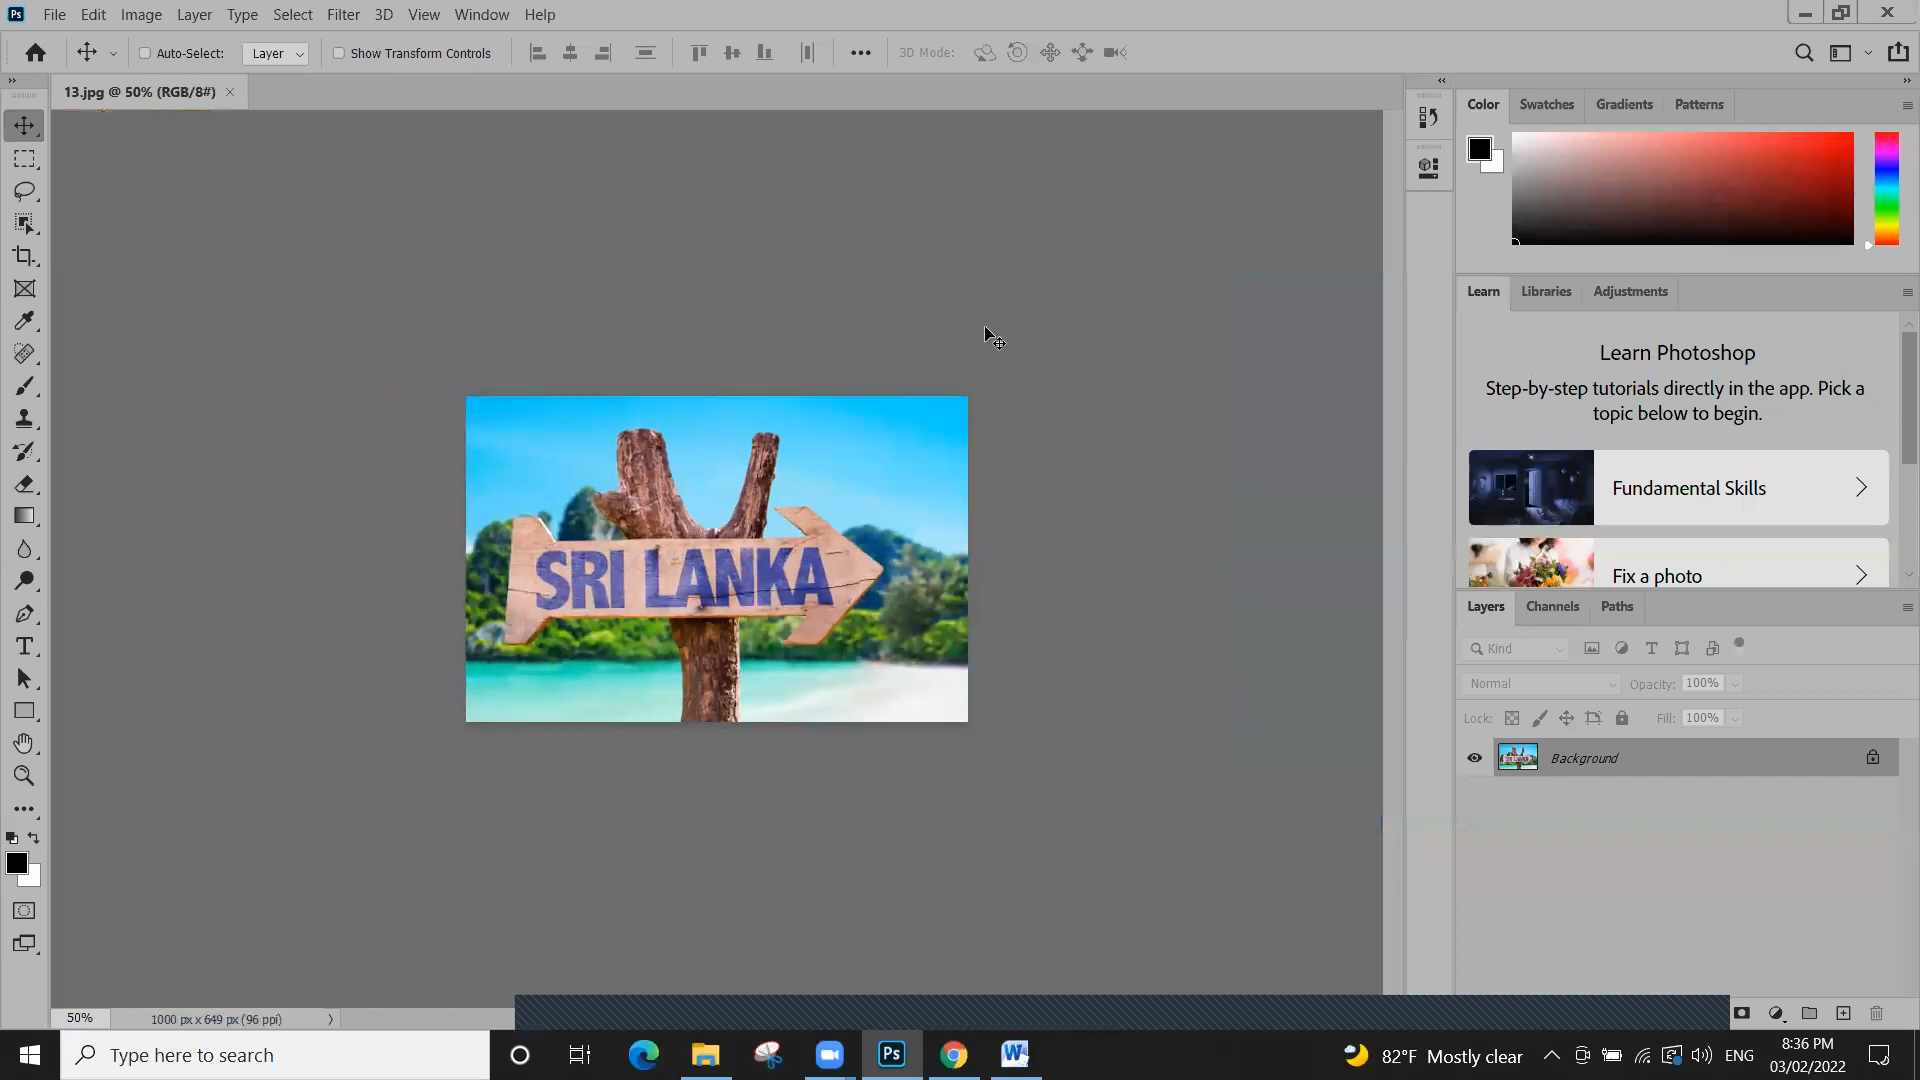 Ps File Edit Image Layer Type Select Filter 3D View Window Help
Auto-Select: Layer Show Transform Controls 3D Mode:
13.jpg @ 50% (RGB/8#)
Color Swatches Gradients Patterns
Learn Libraries Adjustments
Learn Photoshop
Step-by-step tutorials directly in the app. Pick a
topic below to begin.
Fundamental Skills
Fix a photo
SRI LANKA
Layers Channels Paths
Kind
Normal Opacity: 100%
Lock: Fill: 100%
Background
50% 1000 px x 649 px (96 ppi)
Type here to search
Ps
W
82°F Mostly clear
ENG
8:36 PM
03/02/2022